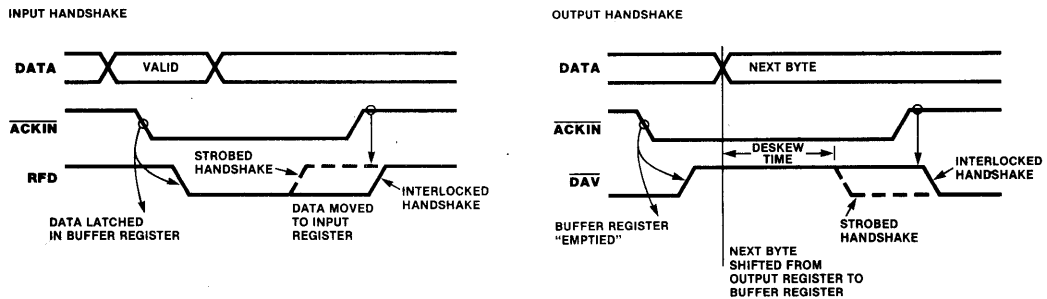 INPUT HANDSHAKE
DATA
VALID
ACKIN
RFD
STROBED
HANDSHAKE
INTERLOCKED
HANDSHAKE
DATA LATCHED
IN BUFFER REGISTER
DATA MOVED
TO INPUT
REGISTER
OUTPUT HANDSHAKE
DATA
NEXT BYTE
ACKIN
DESKEW
TIME
DAV
INTERLOCKED
HANDSHAKE
STROBED
HANDSHAKE
BUFFER REGISTER
"EMPTIED"
NEXT BYTE
SHIFTED FROM
OUTPUT REGISTER TO
BUFFER REGISTER